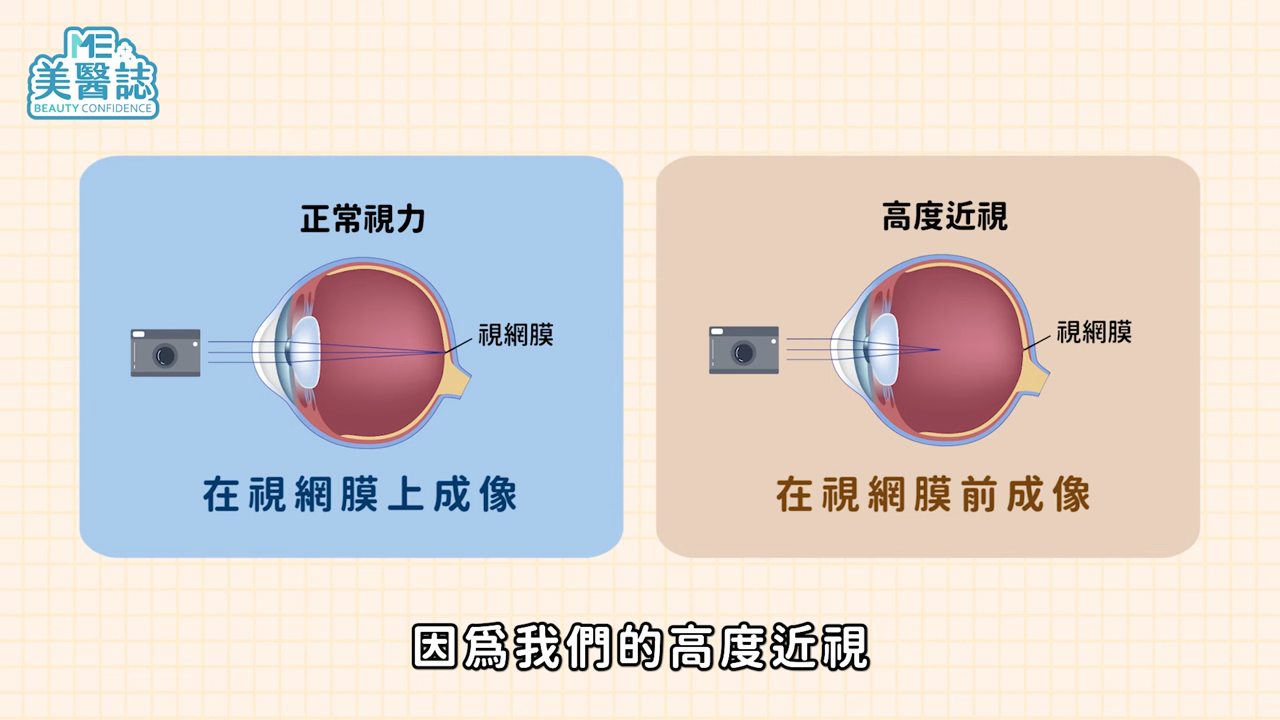 ME
美醫誌
BEAUTY CONFIDENCE
正常視力
視網膜
在視網膜上成像
高度近視
視網膜
在視網膜前成像
因爲我們的高度近視